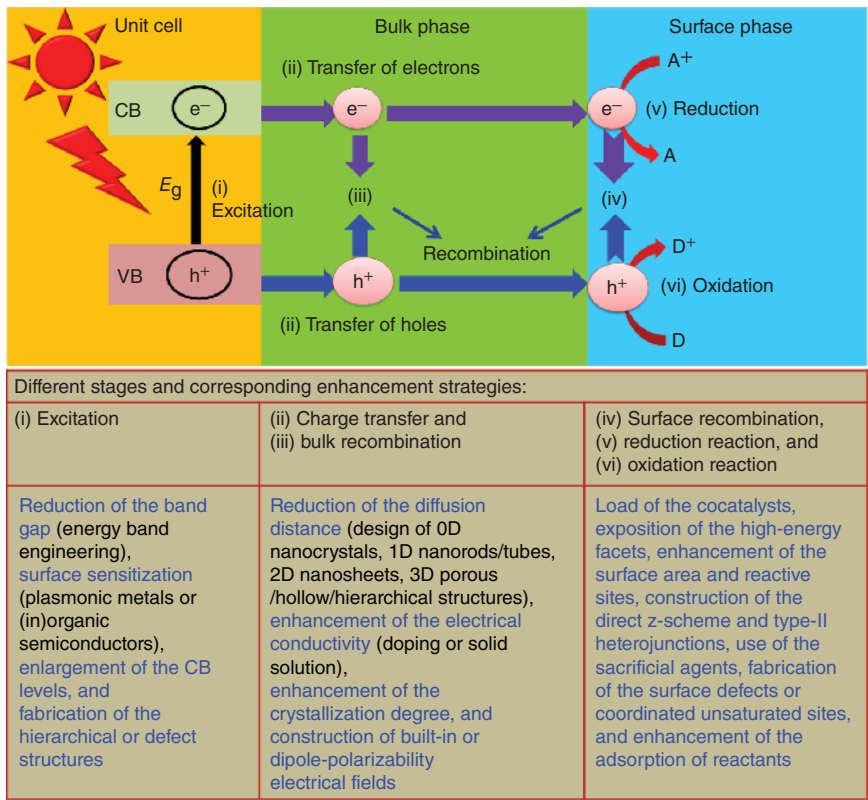 Unit cell
Bulk phase
Surface phase
(ii) Transfer of electrons
A⁺
CB
e⁻
e⁻
e⁻
(v) Reduction
A
E_g
(i)
Excitation
(iii)
(iv)
Recombination
D⁺
VB
h⁺
h⁺
h⁺
(vi) Oxidation
(ii) Transfer of holes
D
Different stages and corresponding enhancement strategies:
(i) Excitation
(ii) Charge transfer and
(iii) bulk recombination
(iv) Surface recombination,
(v) reduction reaction, and
(vi) oxidation reaction
Reduction of the band
gap (energy band
engineering),
surface sensitization
(plasmonic metals or
(in)organic
semiconductors),
enlargement of the CB
levels, and
fabrication of the
hierarchical or defect
structures
Reduction of the diffusion
distance (design of 0D
nanocrystals, 1D nanorods/tubes,
2D nanosheets, 3D porous
/hollow/hierarchical structures),
enhancement of the electrical
conductivity (doping or solid
solution),
enhancement of the
crystallization degree, and
construction of built-in or
dipole-polarizability
electrical fields
Load of the cocatalysts,
exposition of the high-energy
facets, enhancement of the
surface area and reactive
sites, construction of the
direct z-scheme and type-II
heterojunctions, use of the
sacrificial agents, fabrication
of the surface defects or
coordinated unsaturated sites,
and enhancement of the
adsorption of reactants